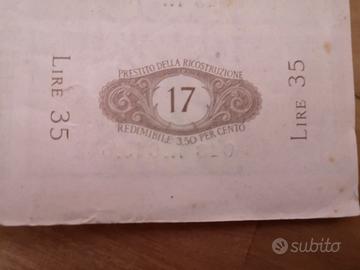 PRESTITO DELLA RICOSTRUZIONE
LIRE 35
17
LIRE 35
REDIMIBILE 3.50 PER CENTO
subito